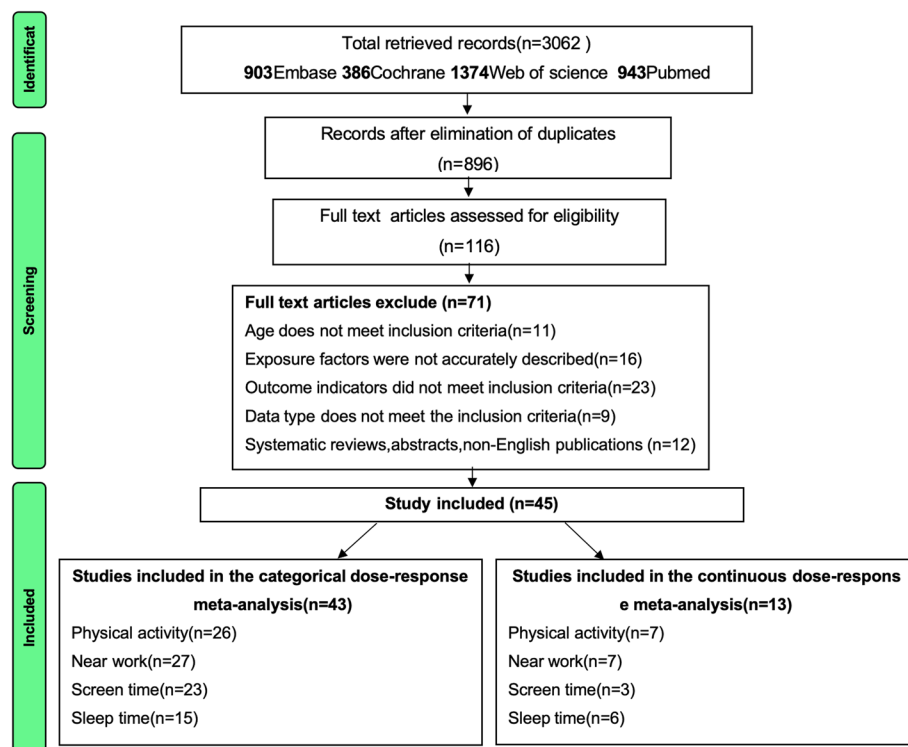 Identificat
Total retrieved records(n=3062 )
903Embase 386Cochrane 1374Web of science 943Pubmed
Screening
Records after elimination of duplicates
(n=896)
Full text articles assessed for eligibility
(n=116)
Full text articles exclude (n=71)
Age does not meet inclusion criteria(n=11)
Exposure factors were not accurately described(n=16)
Outcome indicators did not meet inclusion criteria(n=23)
Data type does not meet the inclusion criteria(n=9)
Systematic reviews,abstracts,non-English publications (n=12)
Included
Study included (n=45)
Studies included in the categorical dose-response
meta-analysis(n=43)
Physical activity(n=26)
Near work(n=27)
Screen time(n=23)
Sleep time(n=15)
Studies included in the continuous dose-respons
e meta-analysis(n=13)
Physical activity(n=7)
Near work(n=7)
Screen time(n=3)
Sleep time(n=6)